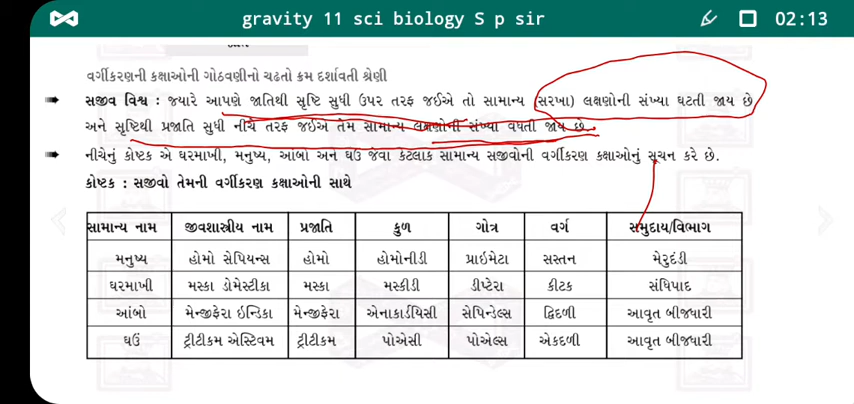 gravity 11 sci biology S p sir
02:13
વર્ગીકરણની કક્ષાઓની ગોઠવણીનો ચઢતો ક્રમ દર્શાવતી શ્રેણી
સજીવ વિશ્વ : જ્યારે આપણે જાતિથી સૃષ્ટિ સુધી ઉપર તરફ જઈએ તો સામાન્ય (સરખા) લક્ષણોની સંખ્યા ઘટતી જાય છે
અને સૃષ્ટિથી પ્રજાતિ સુધી નીચે તરફ જઇએ તેમ સામાન્ય લક્ષણોની સંખ્યા વધતી જાય છે.
નીચેનું કોષ્ટક એ ઘરમાખી, મનુષ્ય, આંબો અને ઘઉં જેવા કેટલાક સામાન્ય સજીવોની વર્ગીકરણ કક્ષાઓનું સૂચન કરે છે.
કોષ્ટક : સજીવો તેમની વર્ગીકરણ કક્ષાઓની સાથે
સામાન્ય નામ જીવશાસ્ત્રીય નામ પ્રજાતિ કુળ ગોત્ર વર્ગ સમુદાય/વિભાગ
મનુષ્ય હોમો સેપિયન્સ હોમો હોમોનીડી પ્રાઇમેટા સસ્તન મેરુદંડી
ઘરમાખી મસ્કા ડોમેસ્ટીકા મસ્કા મસ્કીડી ડીપ્ટેરા કીટક સંધિપાદ
આંબો મેન્જીફેરા ઇન્ડિકા મેન્જીફેરા એનાકાર્ડિયેસી સેપિન્ડેલ્સ દ્વિદળી આવૃત બીજધારી
ઘઉં ટ્રીટીકમ એસ્ટિવમ ટ્રીટીકમ પોએસી પોએલ્સ એકદળી આવૃત બીજધારી